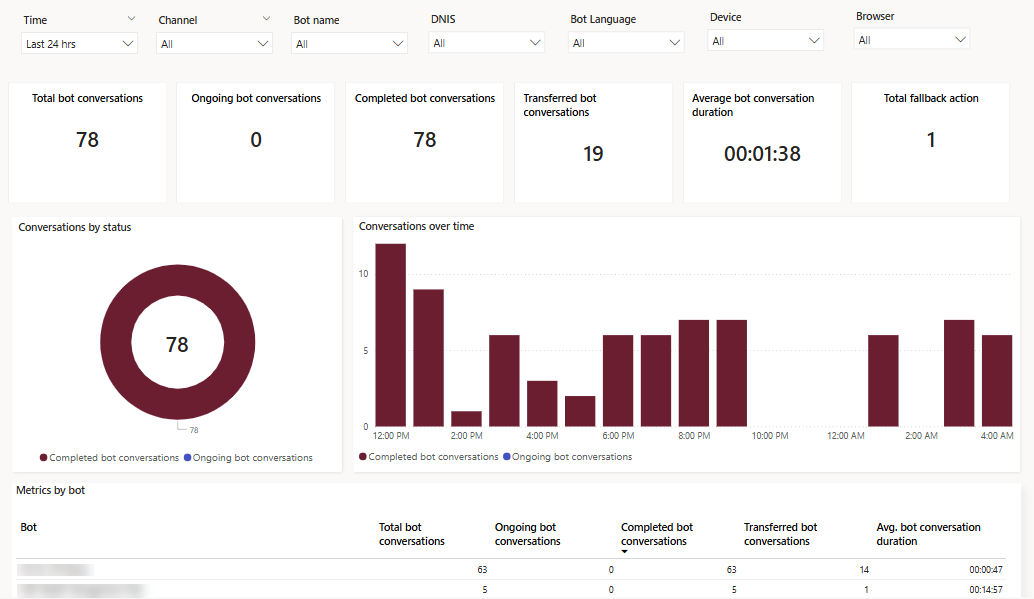 Time
Channel
Bot name
DNIS
Bot Language
Device
Browser
Last 24 hrs
All
All
All
All
All
All
Total bot conversations
78
Ongoing bot conversations
0
Completed bot conversations
78
Transferred bot
conversations
19
Average bot conversation
duration
00:01:38
Total fallback action
1
Conversations by status
78
78
Completed bot conversations Ongoing bot conversations
Conversations over time
10
5
0
12:00 PM 2:00 PM 4:00 PM 6:00 PM 8:00 PM 10:00 PM 12:00 AM 2:00 AM 4:00 AM
Completed bot conversations Ongoing bot conversations
Metrics by bot
Bot
Total bot
conversations
Ongoing bot
conversations
Completed bot
conversations
Transferred bot
conversations
Avg. bot conversation
duration
63 0 63 14 00:00:47
5 0 5 1 00:14:57